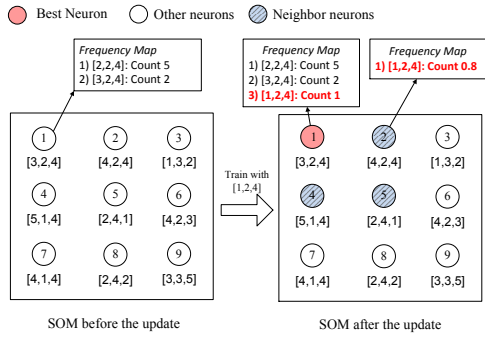 Best Neuron Other neurons Neighbor neurons
Frequency Map
1) [2,2,4]: Count 5
2) [3,2,4]: Count 2
Frequency Map
1) [2,2,4]: Count 5
2) [3,2,4]: Count 2
3) [1,2,4]: Count 1
Frequency Map
1) [1,2,4]: Count 0.8
1 2 3
[3,2,4] [4,2,4] [1,3,2]
4 5 6
[5,1,4] [2,4,1] [4,2,3]
7 8 9
[4,1,4] [2,4,2] [3,3,5]
SOM before the update
Train with
[1,2,4]
1 2 3
[3,2,4] [4,2,4] [1,3,2]
4 5 6
[5,1,4] [2,4,1] [4,2,3]
7 8 9
[4,1,4] [2,4,2] [3,3,5]
SOM after the update